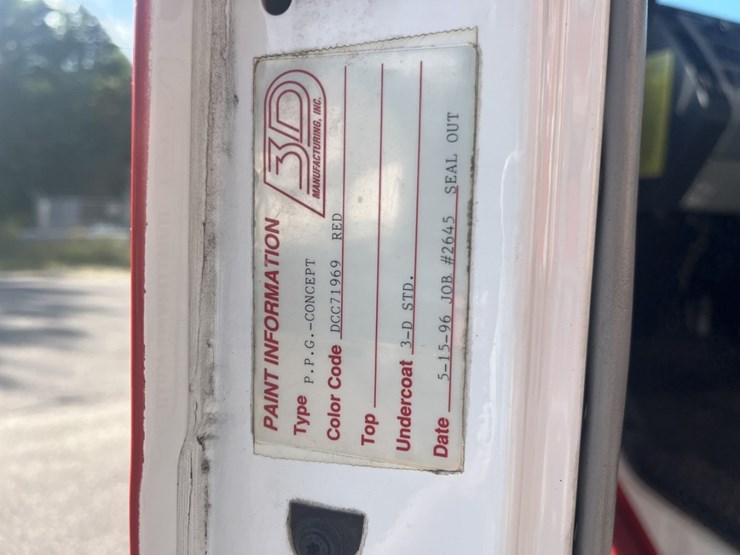 PAINT INFORMATION
3D
MANUFACTURING, INC.
Type P.P.G.-CONCEPT
Color Code DCC71969 RED
Top
Undercoat 3-D STD.
Date 5-15-96 JOB #2645 SEAL OUT